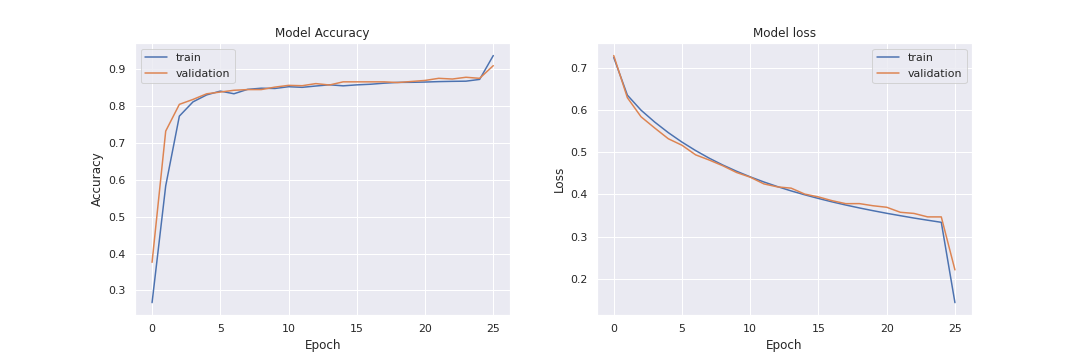 Model Accuracy
train
validation
0.9
0.8
0.7
0.6
0.5
0.4
0.3
Accuracy
0 5 10 15 20 25
Epoch
Model loss
train
validation
0.7
0.6
0.5
0.4
0.3
0.2
Loss
0 5 10 15 20 25
Epoch